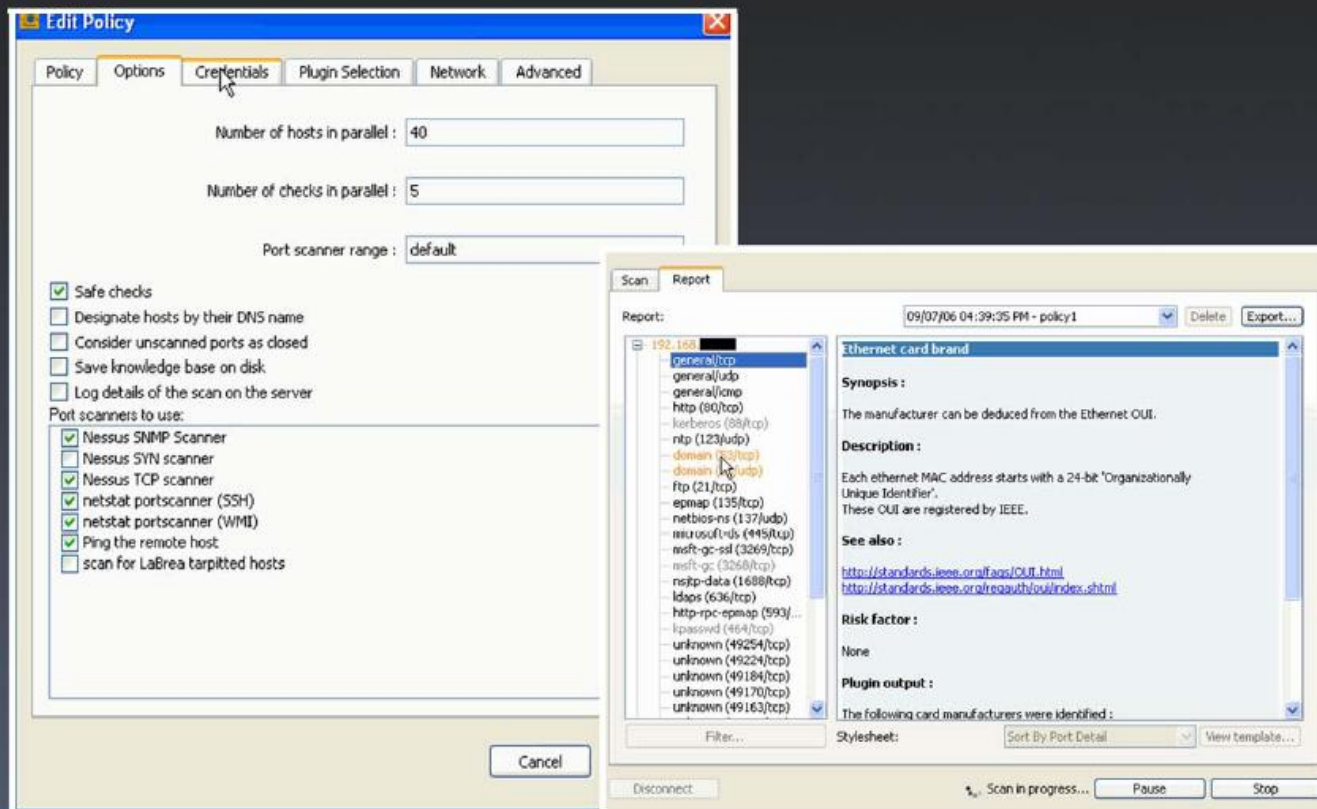 Edit Policy
Policy
Options
Credentials
Plugin Selection
Network
Advanced
Number of hosts in parallel : 40
Number of checks in parallel : 5
Port scanner range : default
Safe checks
Designate hosts by their DNS name
Consider unscanned ports as closed
Save knowledge base on disk
Log details of the scan on the server
Port scanners to use:
Nessus SNMP Scanner
Nessus SYN scanner
Nessus TCP scanner
netstat portscanner (SSH)
netstat portscanner (WMI)
Ping the remote host
scan for LaBrea tarpitted hosts
Cancel
Scan
Report
Report:
09/07/06 04:39:35 PM - policy1
Delete
Export...
192.168.
general/tcp
general/udp
general/icmp
http (80/tcp)
kerberos (88/tcp)
ntp (123/udp)
domain (53/tcp)
domain
ftp (21/tcp)
epmap (135/tcp)
netbios-ns (137/udp)
microsoft-ds (445/tcp)
msft-gc-ssl (3269/tcp)
msft-gc (3268/tcp)
nsjtp-data (1688/tcp)
ldaps (636/tcp)
http-rpc-epmap (593/...
kpasswd (464/tcp)
unknown (49254/tcp)
unknown (49224/tcp)
unknown (49184/tcp)
unknown (49170/tcp)
unknown (49163/tcp)
Ethernet card brand
Synopsis :
The manufacturer can be deduced from the Ethernet OUI.
Description :
Each ethernet MAC address starts with a 24-bit 'Organizationally
Unique Identifier'.
These OUI are registered by IEEE.
See also :
http://standards.ieee.org/faqs/OUI.html
http://standards.ieee.org/regauth/oui/index.shtml
Risk factor :
None
Plugin output :
The following card manufacturers were identified :
Filter...
Stylesheet:
Sort By Port Detail
View template...
Disconnect
Scan in progress...
Pause
Stop